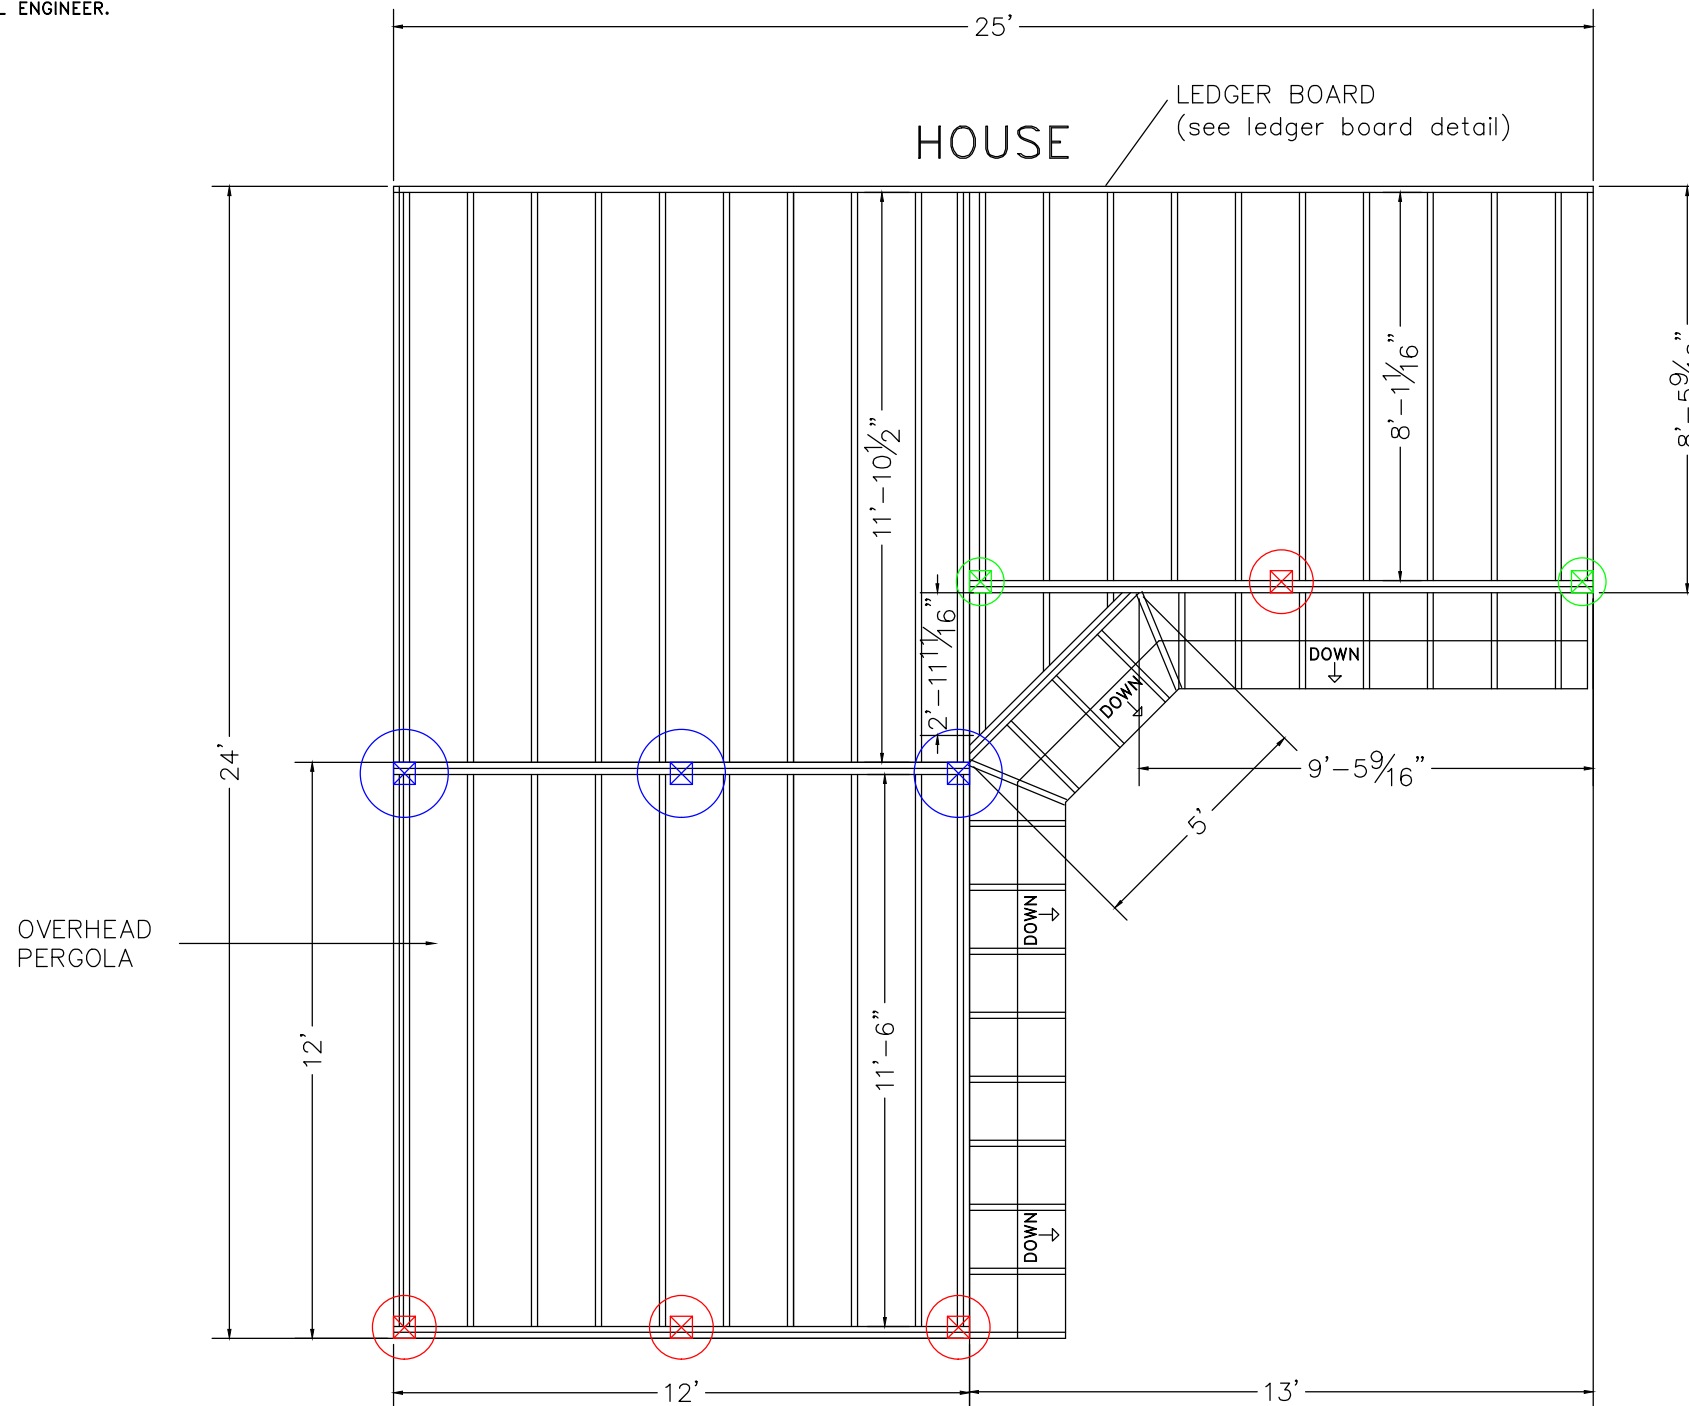 ENGINEER.
25'
LEDGER BOARD
(see ledger board detail)
HOUSE
8'-1 1/16"
11'-10 1/2"
2'-11 11/16"
DOWN
DOWN
24'
9'-5 9/16"
5'
DOWN
OVERHEAD
PERGOLA
12'
11'-6"
DOWN
12'
13'